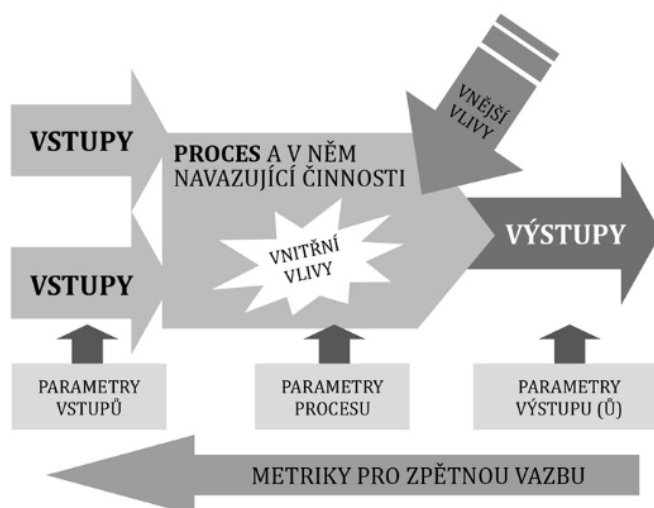 VNĚJŠÍ
VLIVY
VSTUPY
PROCES A V NĚM
NAVAZUJÍCÍ ČINNOSTI
VNITŘNÍ
VLIVY
VÝSTUPY
VSTUPY
PARAMETRY
VSTUPŮ
PARAMETRY
PROCESU
PARAMETRY
VÝSTUPU (Ů)
METRIKY PRO ZPĚTNOU VAZBU